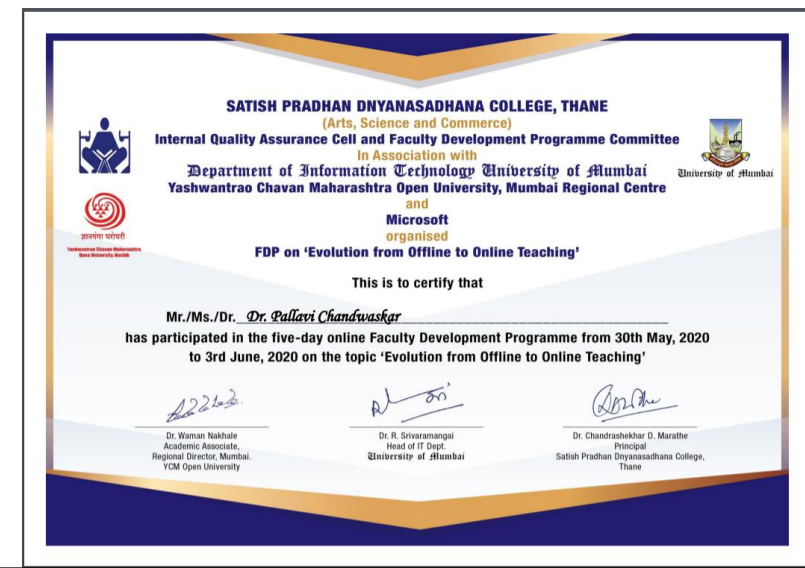 SATISH PRADHAN DNYANASADHANA COLLEGE, THANE
(Arts, Science and Commerce)
Internal Quality Assurance Cell and Faculty Development Programme Committee
In Association with
Department of Information Technology University of Mumbai
Yashwantrao Chavan Maharashtra Open University, Mumbai Regional Centre
and
Microsoft
organised
FDP on ‘Evolution from Offline to Online Teaching’
University of Mumbai
ज्ञानगंगा घरोघरी
Yashwantrao Chavan Maharashtra
Open University, Nashik
This is to certify that
Mr./Ms./Dr. Dr. Pallavi Chandwaskar
has participated in the five-day online Faculty Development Programme from 30th May, 2020
to 3rd June, 2020 on the topic ‘Evolution from Offline to Online Teaching’
Dr. Waman Nakhale
Academic Associate,
Regional Director, Mumbai.
YCM Open University
Dr. R. Srivaramangai
Head of IT Dept.
University of Mumbai
Dr. Chandrashekhar D. Marathe
Principal
Satish Pradhan Dnyanasadhana College,
Thane